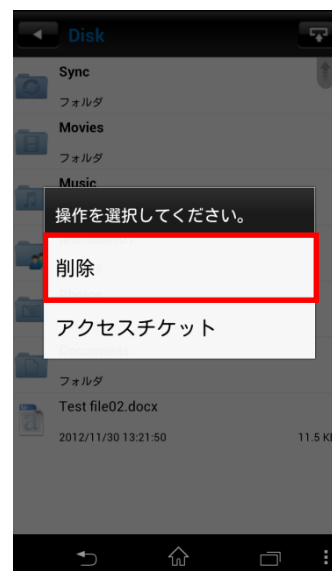 Disk
Sync
フォルダ
Movies
フォルダ
Music
操作を選択してください。
削除
アクセスチケット
フォルダ
Test file02.docx
2012/11/30 13:21:50 11.5 K